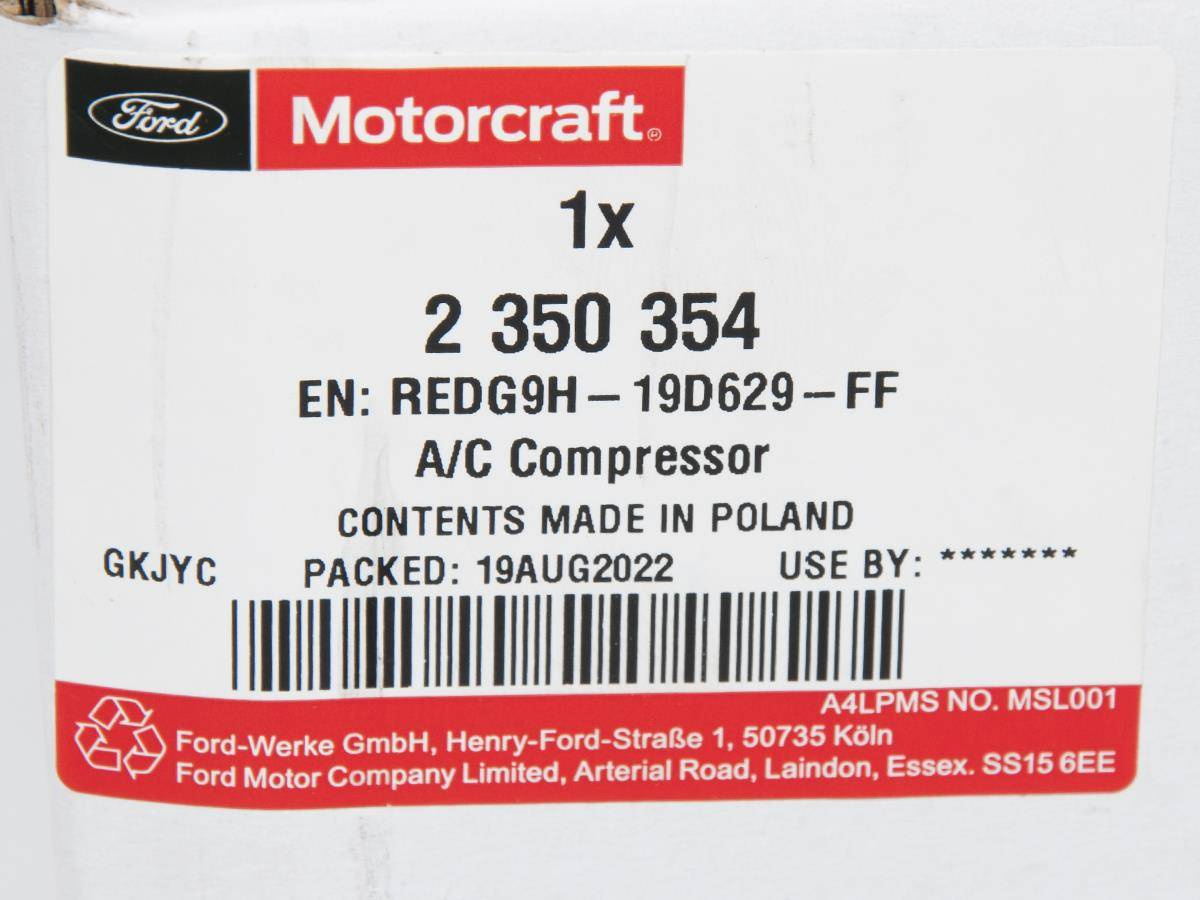 Ford Motorcraft®
1x
2 350 354
EN: REDG9H-19D629-FF
A/C Compressor
CONTENTS MADE IN POLAND
GKJYC PACKED: 19AUG2022 USE BY: *******
A4LPMS NO. MSL001
Ford-Werke GmbH, Henry-Ford-Straße 1, 50735 Köln
Ford Motor Company Limited, Arterial Road, Laindon, Essex. SS15 6EE